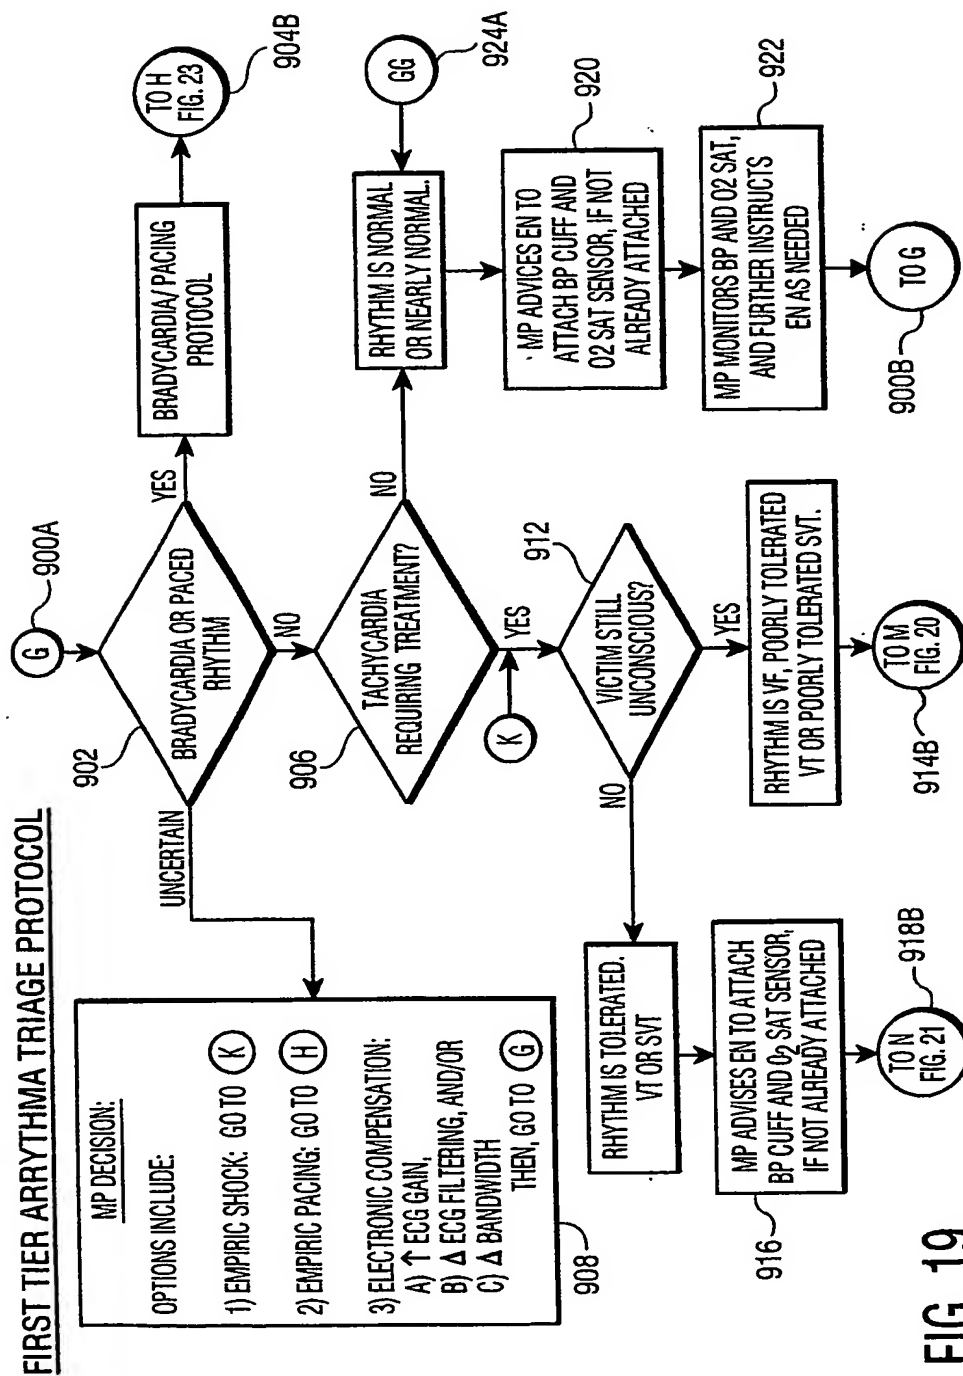 FIRST TIER ARRYTHMA TRIAGE PROTOCOL
G
900A
902
BRADYCARDIA OR PACED
RHYTHM
YES
BRADYCARDIA/PACING
PROTOCOL
TO H
FIG. 23
904B
UNCERTAIN
NO
MP DECISION:
OPTIONS INCLUDE:
1) EMPIRIC SHOCK: GO TO K
2) EMPIRIC PACING: GO TO H
3) ELECTRONIC COMPENSATION:
A) ↑ ECG GAIN,
B) Δ ECG FILTERING, AND/OR
C) Δ BANDWIDTH
THEN, GO TO G
908
906
TACHYCARDIA
REQUIRING TREATMENT?
NO
RHYTHM IS NORMAL
OR NEARLY NORMAL.
GG
924A
YES
K
MP ADVICES EN TO
ATTACH BP CUFF AND
O2 SAT SENSOR, IF NOT
ALREADY ATTACHED
920
912
VICTIM STILL
UNCONSCIOUS?
NO
YES
MP MONITORS BP AND O2 SAT,
AND FURTHER INSTRUCTS
EN AS NEEDED
922
TO G
900B
RHYTHM IS TOLERATED.
VT OR SVT
MP ADVISES EN TO ATTACH
BP CUFF AND O2 SAT SENSOR,
IF NOT ALREADY ATTACHED
916
TO N
FIG. 21
918B
RHYTHM IS VF, POORLY TOLERATED
VT OR POORLY TOLERATED SVT.
TO M
FIG. 20
914B
FIG. 19